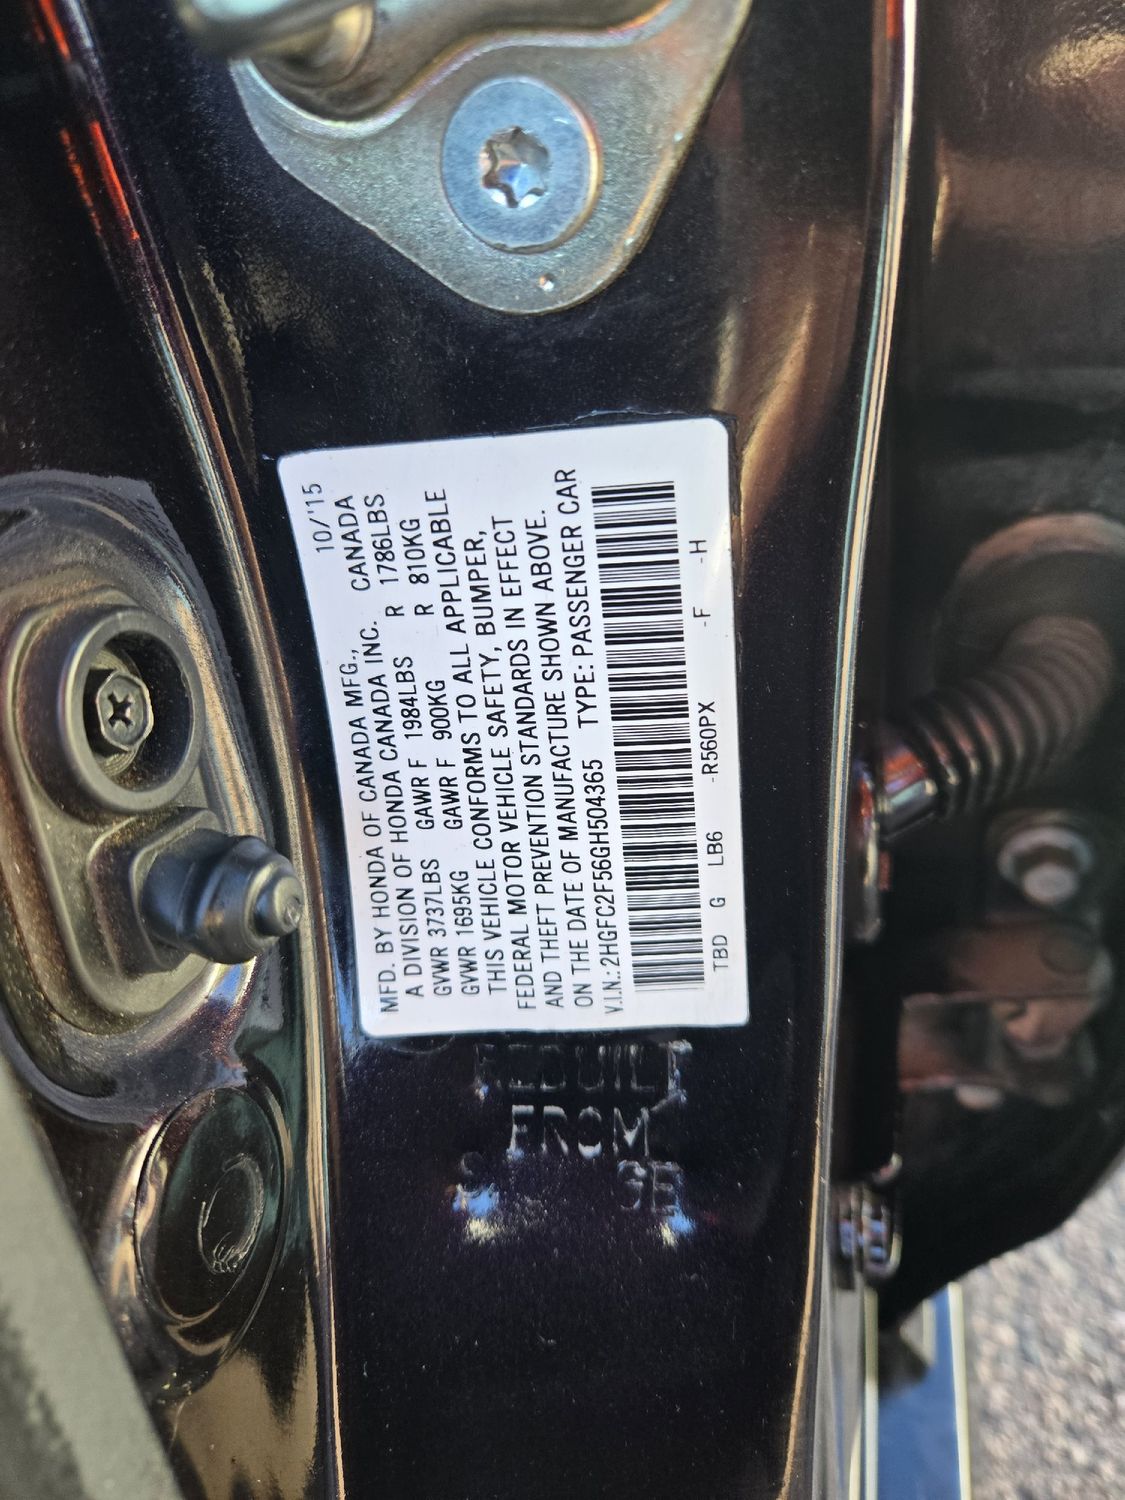 MFD. BY HONDA OF CANADA MFG., 10/'15
A DIVISION OF HONDA CANADA INC. CANADA
GVWR 3737LBS GAWR F 1984LBS R 1786LBS
GVWR 1695KG GAWR F 900KG R 810KG
THIS VEHICLE CONFORMS TO ALL APPLICABLE
FEDERAL MOTOR VEHICLE SAFETY, BUMPER,
AND THEFT PREVENTION STANDARDS IN EFFECT
ON THE DATE OF MANUFACTURE SHOWN ABOVE.
V.I.N.: 2HGFC2F56GH504365 TYPE: PASSENGER CAR
TBD G LB6 -R560PX -F -H
REBUILT
FROM